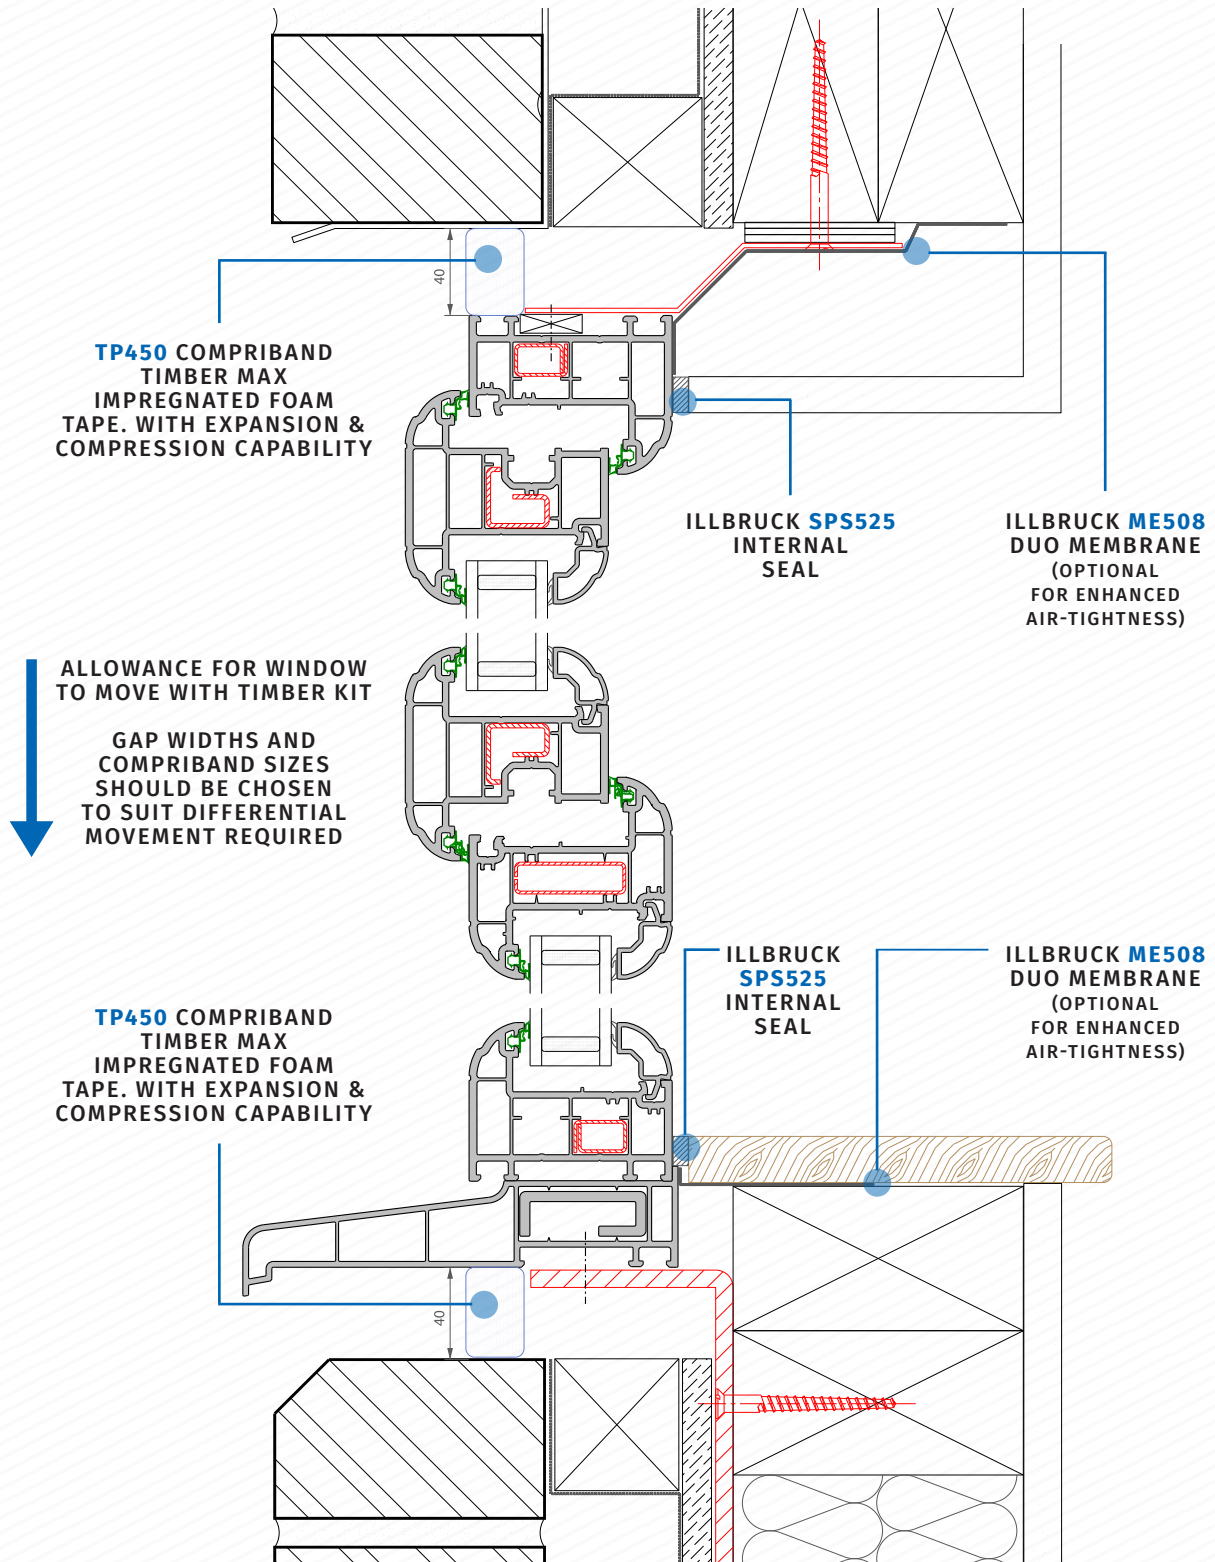 40
TP450 COMPRIBAND
TIMBER MAX
IMPREGNATED FOAM
TAPE. WITH EXPANSION &
COMPRESSION CAPABILITY
ILLBRUCK SPS525
INTERNAL
SEAL
ILLBRUCK ME508
DUO MEMBRANE
(OPTIONAL
FOR ENHANCED
AIR-TIGHTNESS)
ALLOWANCE FOR WINDOW
TO MOVE WITH TIMBER KIT
GAP WIDTHS AND
COMPRIBAND SIZES
SHOULD BE CHOSEN
TO SUIT DIFFERENTIAL
MOVEMENT REQUIRED
ILLBRUCK
SPS525
INTERNAL
SEAL
ILLBRUCK ME508
DUO MEMBRANE
(OPTIONAL
FOR ENHANCED
AIR-TIGHTNESS)
TP450 COMPRIBAND
TIMBER MAX
IMPREGNATED FOAM
TAPE. WITH EXPANSION &
COMPRESSION CAPABILITY
40